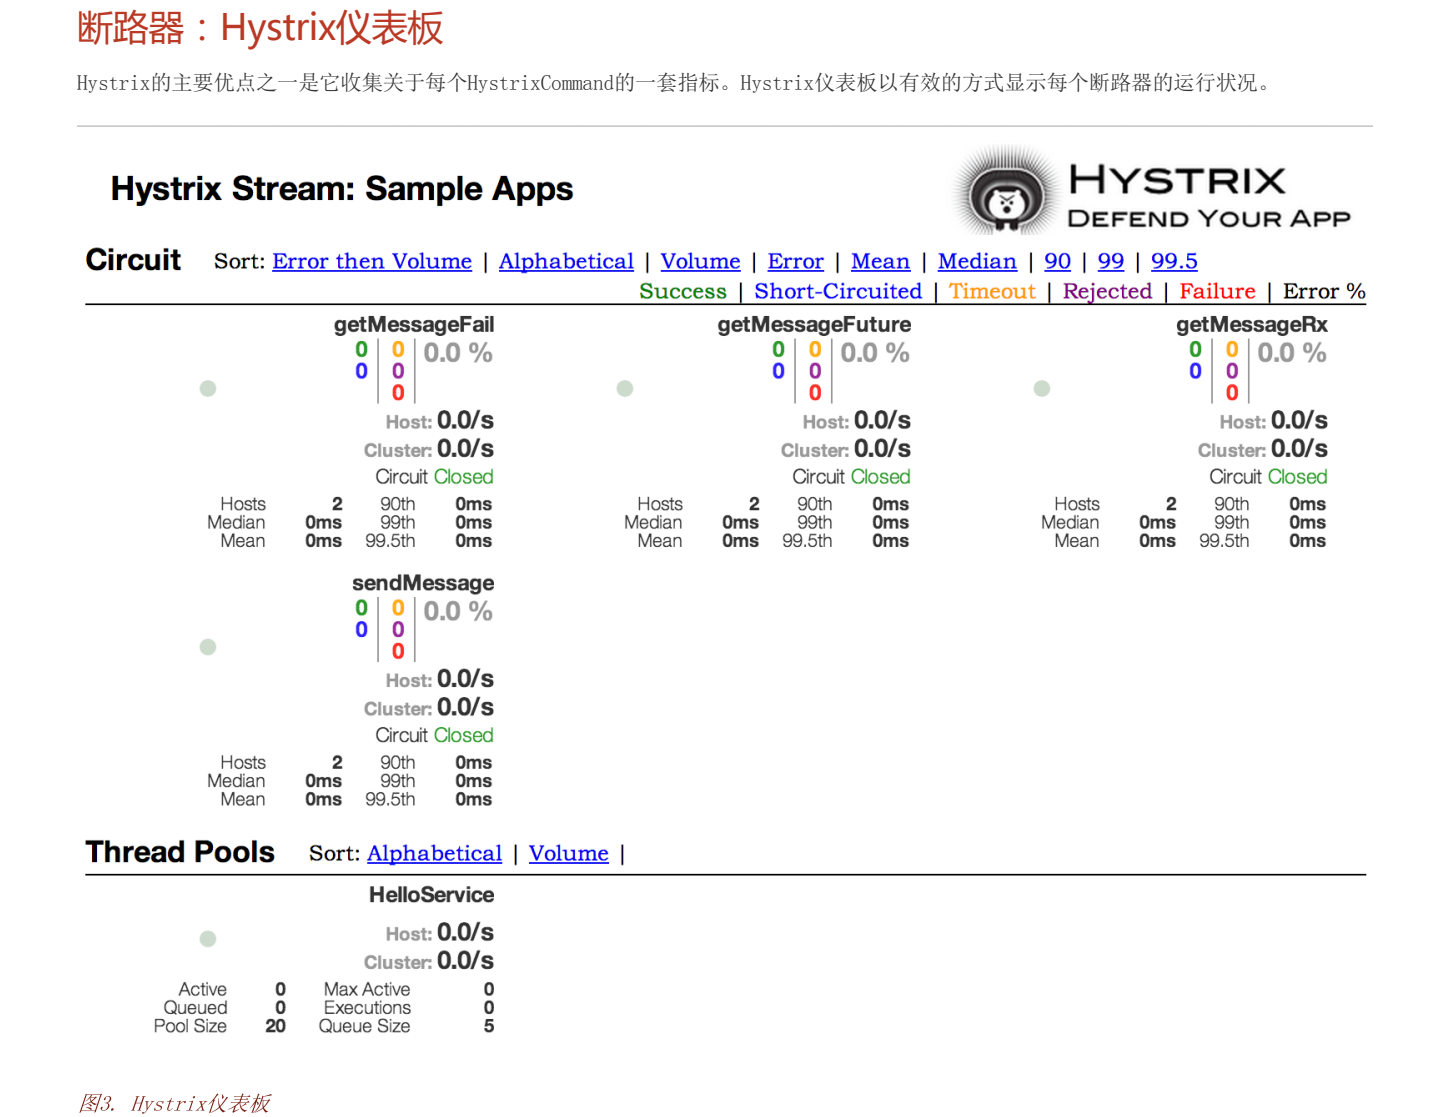 断路器：Hystrix仪表板
Hystrix的主要优点之一是它收集关于每个HystrixCommand的一套指标。Hystrix仪表板以有效的方式显示每个断路器的运行状况。
Hystrix Stream: Sample Apps
HYSTRIX
DEFEND YOUR APP
Circuit Sort: Error then Volume | Alphabetical | Volume | Error | Mean | Median | 90 | 99 | 99.5
Success | Short-Circuited | Timeout | Rejected | Failure | Error %
getMessageFail
0 0 0.0 %
0 0
0
Host: 0.0/s
Cluster: 0.0/s
Circuit Closed
Hosts 2 90th 0ms
Median 0ms 99th 0ms
Mean 0ms 99.5th 0ms
getMessageFuture
0 0 0.0 %
0 0
0
Host: 0.0/s
Cluster: 0.0/s
Circuit Closed
Hosts 2 90th 0ms
Median 0ms 99th 0ms
Mean 0ms 99.5th 0ms
getMessageRx
0 0 0.0 %
0 0
0
Host: 0.0/s
Cluster: 0.0/s
Circuit Closed
Hosts 2 90th 0ms
Median 0ms 99th 0ms
Mean 0ms 99.5th 0ms
sendMessage
0 0 0.0 %
0 0
0
Host: 0.0/s
Cluster: 0.0/s
Circuit Closed
Hosts 2 90th 0ms
Median 0ms 99th 0ms
Mean 0ms 99.5th 0ms
Thread Pools Sort: Alphabetical | Volume |
HelloService
Host: 0.0/s
Cluster: 0.0/s
Active 0 Max Active 0
Queued 0 Executions 0
Pool Size 20 Queue Size 5
图3. Hystrix仪表板